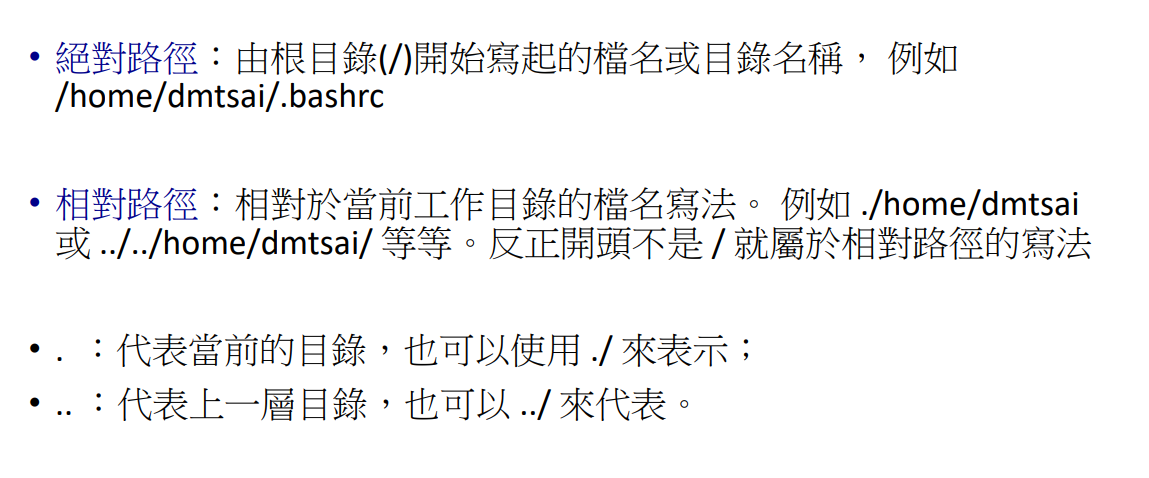 • 絕對路徑：由根目錄(/)開始寫起的檔名或目錄名稱， 例如
/home/dmtsai/.bashrc
• 相對路徑：相對於當前工作目錄的檔名寫法。 例如 ./home/dmtsai
或 ../../home/dmtsai/ 等等。反正開頭不是 / 就屬於相對路徑的寫法
• . ：代表當前的目錄，也可以使用 ./ 來表示；
• .. ：代表上一層目錄，也可以 ../ 來代表。